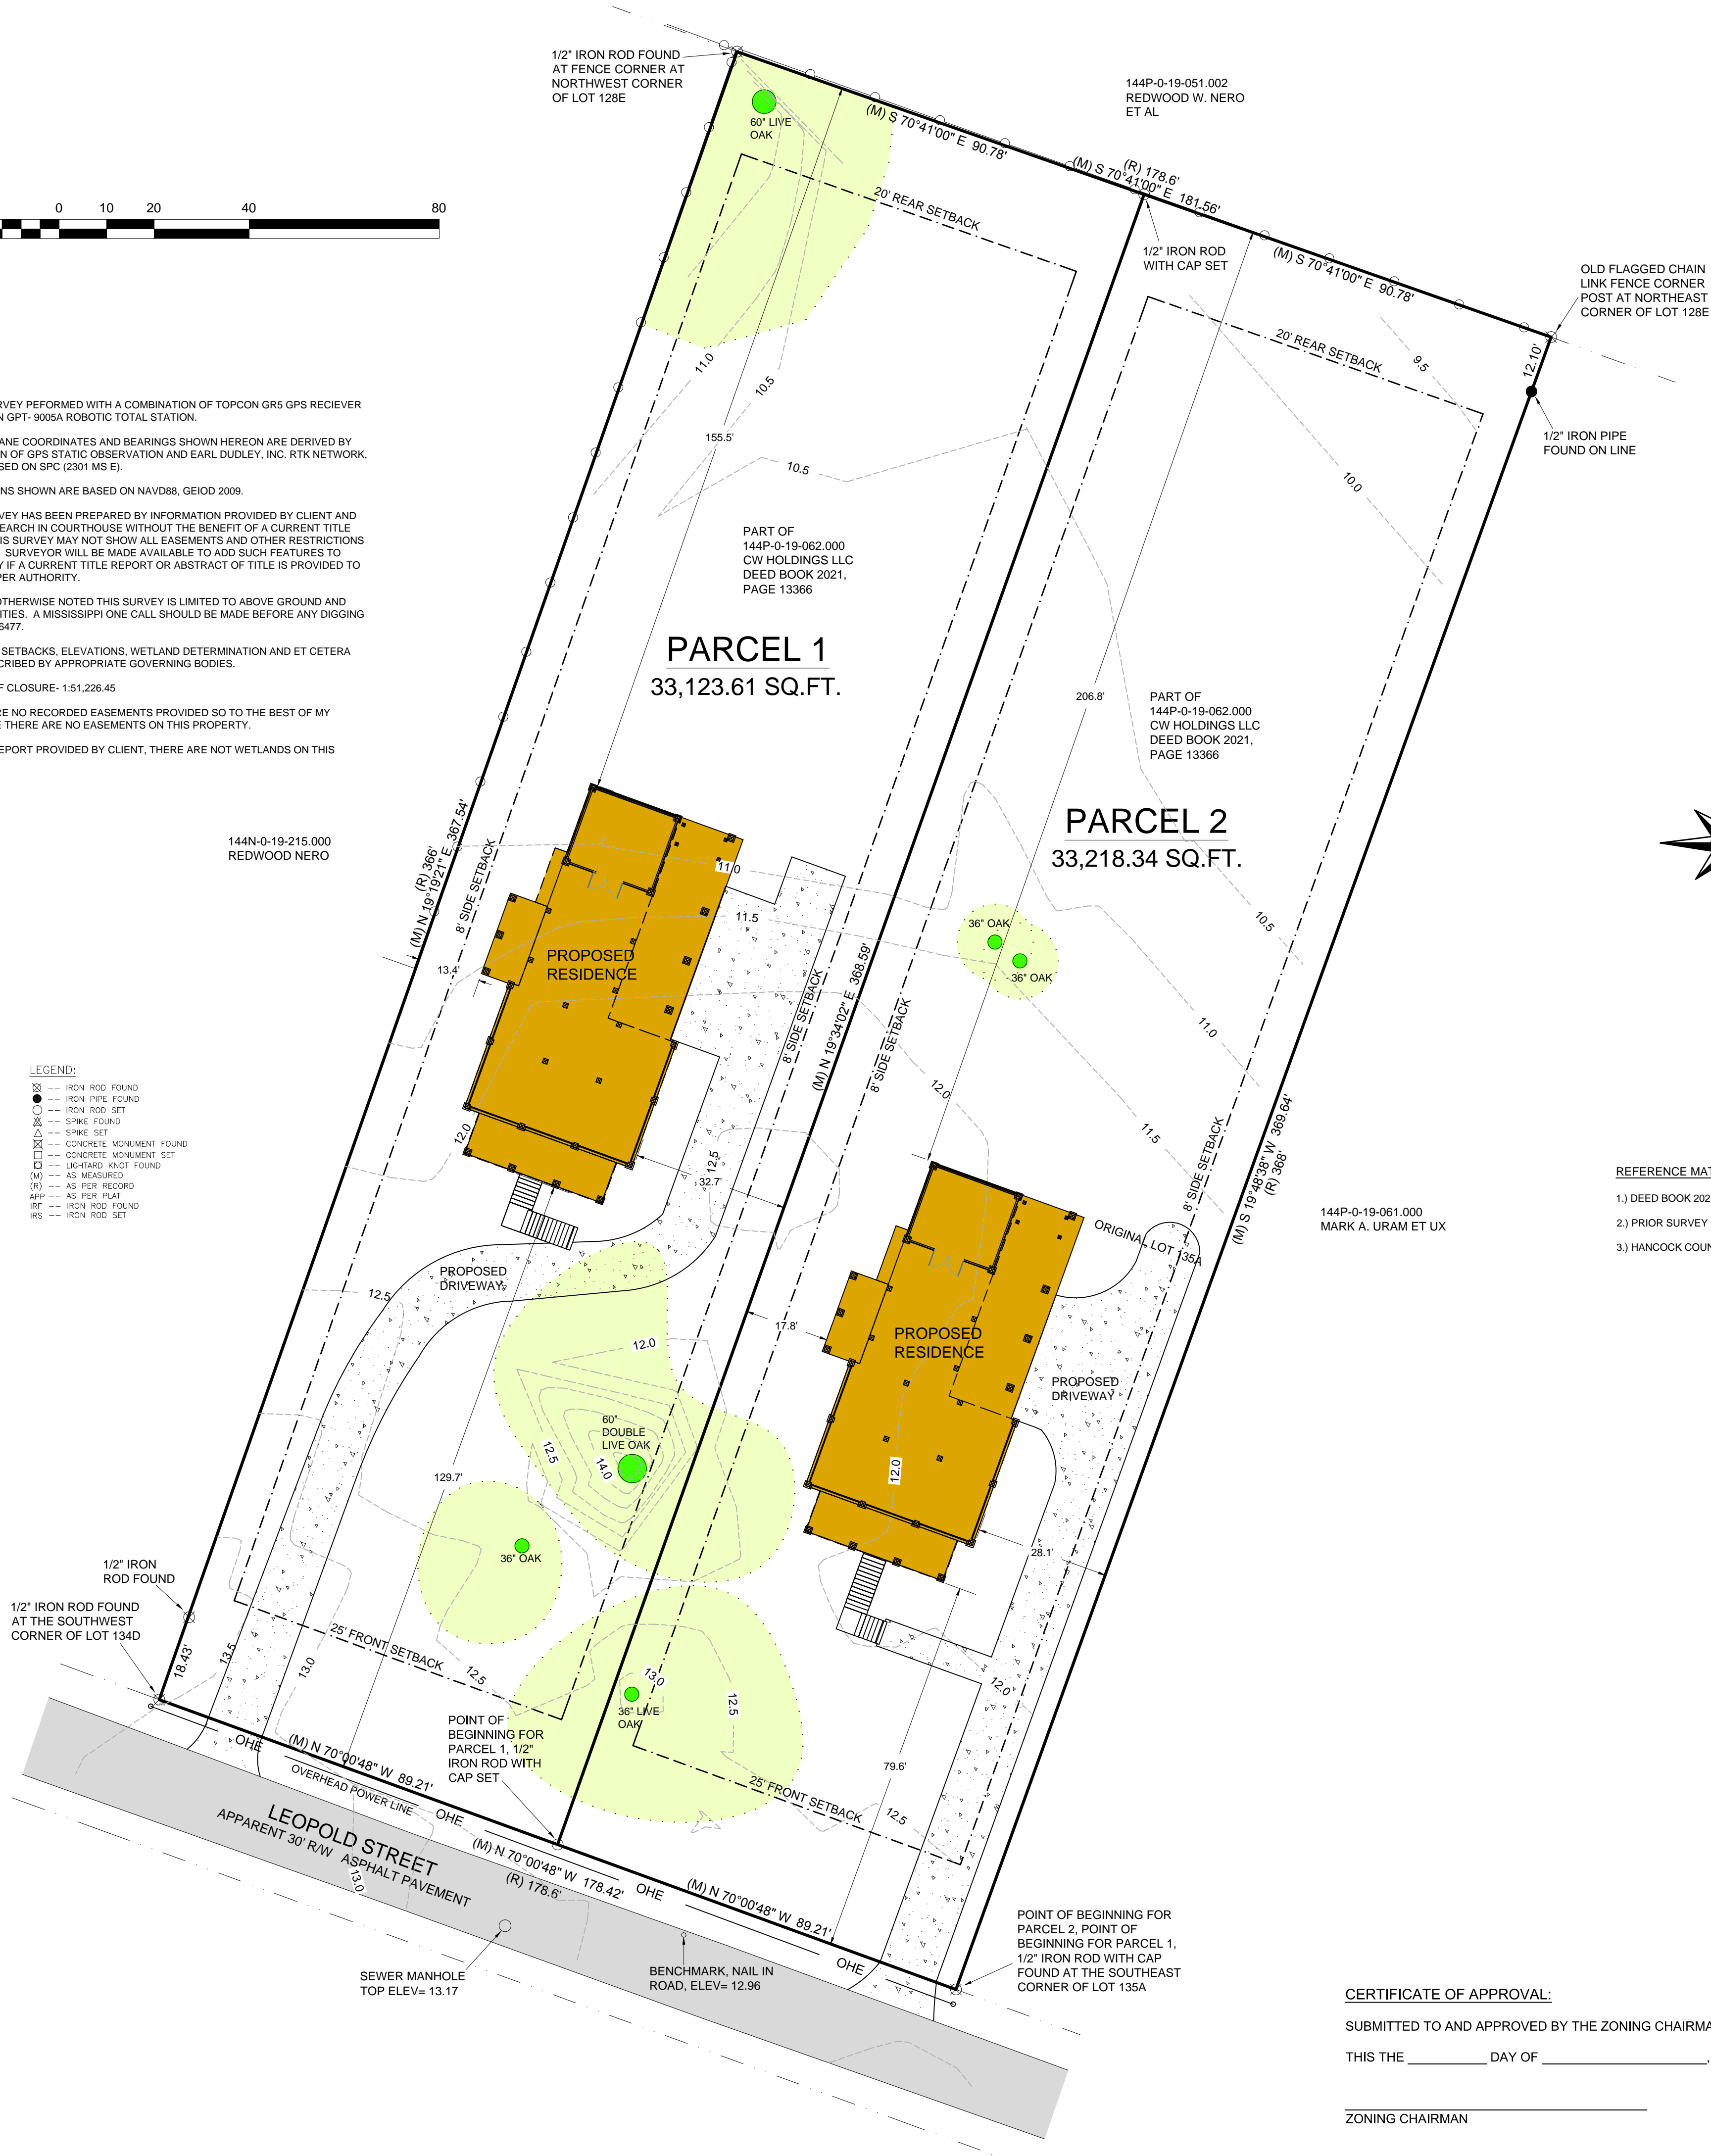 1/2" IRON ROD FOUND
AT FENCE CORNER AT
NORTHWEST CORNER
OF LOT 128E
60" LIVE
OAK
144P-0-19-051.002
REDWOOD W. NERO
ET AL
(M) S 70°41'00" E 90.78'
(R) 178.6'
(M) S 70°41'00" E 181.56'
(M) S 70°41'00" E 90.78'
0 10 20 40 80
20' REAR SETBACK
1/2" IRON ROD
WITH CAP SET
OLD FLAGGED CHAIN
LINK FENCE CORNER
POST AT NORTHEAST
CORNER OF LOT 128E
20' REAR SETBACK
12.10'
9.5
1/2" IRON PIPE
FOUND ON LINE
11.0
10.5
155.5'
10.5
10.0
RVEY PEFORMED WITH A COMBINATION OF TOPCON GR5 GPS RECIEVER
N GPT- 9005A ROBOTIC TOTAL STATION.
ANE COORDINATES AND BEARINGS SHOWN HEREON ARE DERIVED BY
N OF GPS STATIC OBSERVATION AND EARL DUDLEY, INC. RTK NETWORK,
SED ON SPC (2301 MS E).
NS SHOWN ARE BASED ON NAVD88, GEIOD 2009.
VEY HAS BEEN PREPARED BY INFORMATION PROVIDED BY CLIENT AND
EARCH IN COURTHOUSE WITHOUT THE BENEFIT OF A CURRENT TITLE
IS SURVEY MAY NOT SHOW ALL EASEMENTS AND OTHER RESTRICTIONS
SURVEYOR WILL BE MADE AVAILABLE TO ADD SUCH FEATURES TO
Y IF A CURRENT TITLE REPORT OR ABSTRACT OF TITLE IS PROVIDED TO
PER AUTHORITY.
OTHERWISE NOTED THIS SURVEY IS LIMITED TO ABOVE GROUND AND
ITIES. A MISSISSIPPI ONE CALL SHOULD BE MADE BEFORE ANY DIGGING
6477.
SETBACKS, ELEVATIONS, WETLAND DETERMINATION AND ET CETERA
CRIBED BY APPROPRIATE GOVERNING BODIES.
F CLOSURE- 1:51,226.45
RE NO RECORDED EASEMENTS PROVIDED SO TO THE BEST OF MY
E THERE ARE NO EASEMENTS ON THIS PROPERTY.
EPORT PROVIDED BY CLIENT, THERE ARE NOT WETLANDS ON THIS
PART OF
144P-0-19-062.000
CW HOLDINGS LLC
DEED BOOK 2021,
PAGE 13366
PARCEL 1
33,123.61 SQ.FT.
206.8'
PART OF
144P-0-19-062.000
CW HOLDINGS LLC
DEED BOOK 2021,
PAGE 13366
PARCEL 2
33,218.34 SQ.FT.
144N-0-19-215.000
REDWOOD NERO
(R) 366'
(M) N 19°19'21" E 367.54'
8' SIDE SETBACK
11.0
11.5
13.4'
PROPOSED
RESIDENCE
8' SIDE SETBACK
(M) N 19°34'02" E 368.59'
8' SIDE SETBACK
36" OAK
36" OAK
10.5
11.0
12.0
11.5
12.0
12.5
32.7'
8' SIDE SETBACK
(M) S 19°48'38" W 369.64'
(R) 368'
144P-0-19-061.000
MARK A. URAM ET UX
LEGEND:
-- IRON ROD FOUND
-- IRON PIPE FOUND
-- IRON ROD SET
-- SPIKE FOUND
-- SPIKE SET
-- CONCRETE MONUMENT FOUND
-- CONCRETE MONUMENT SET
-- LIGHTARD KNOT FOUND
(M) -- AS MEASURED
(R) -- AS PER RECORD
APP -- AS PER PLAT
IRF -- IRON ROD FOUND
IRS -- IRON ROD SET
REFERENCE MAT
1.) DEED BOOK 202
2.) PRIOR SURVEY
3.) HANCOCK COUN
ORIGINAL LOT 135A
PROPOSED
DRIVEWAY
12.5
17.8'
PROPOSED
RESIDENCE
12.0
PROPOSED
DRIVEWAY
60"
DOUBLE
LIVE OAK
12.5
14.0
129.7'
12.0
36" OAK
28.1'
1/2" IRON
ROD FOUND
1/2" IRON ROD FOUND
AT THE SOUTHWEST
CORNER OF LOT 134D
18.43'
13.5
13.0
25' FRONT SETBACK
12.5
13.0
36" LIVE
OAK
12.5
12.0
POINT OF
BEGINNING FOR
PARCEL 1, 1/2"
IRON ROD WITH
CAP SET
79.6'
25' FRONT SETBACK
12.5
OHE
(M) N 70°00'48" W 89.21'
OVERHEAD POWER LINE
OHE
LEOPOLD STREET
APPARENT 30' R/W ASPHALT PAVEMENT
13.0
(M) N 70°00'48" W 178.42'
(R) 178.6'
OHE
(M) N 70°00'48" W 89.21'
OHE
SEWER MANHOLE
TOP ELEV= 13.17
BENCHMARK, NAIL IN
ROAD, ELEV= 12.96
POINT OF BEGINNING FOR
PARCEL 2, POINT OF
BEGINNING FOR PARCEL 1,
1/2" IRON ROD WITH CAP
FOUND AT THE SOUTHEAST
CORNER OF LOT 135A
CERTIFICATE OF APPROVAL:
SUBMITTED TO AND APPROVED BY THE ZONING CHAIRMA
THIS THE ____________ DAY OF _________________________,
ZONING CHAIRMAN